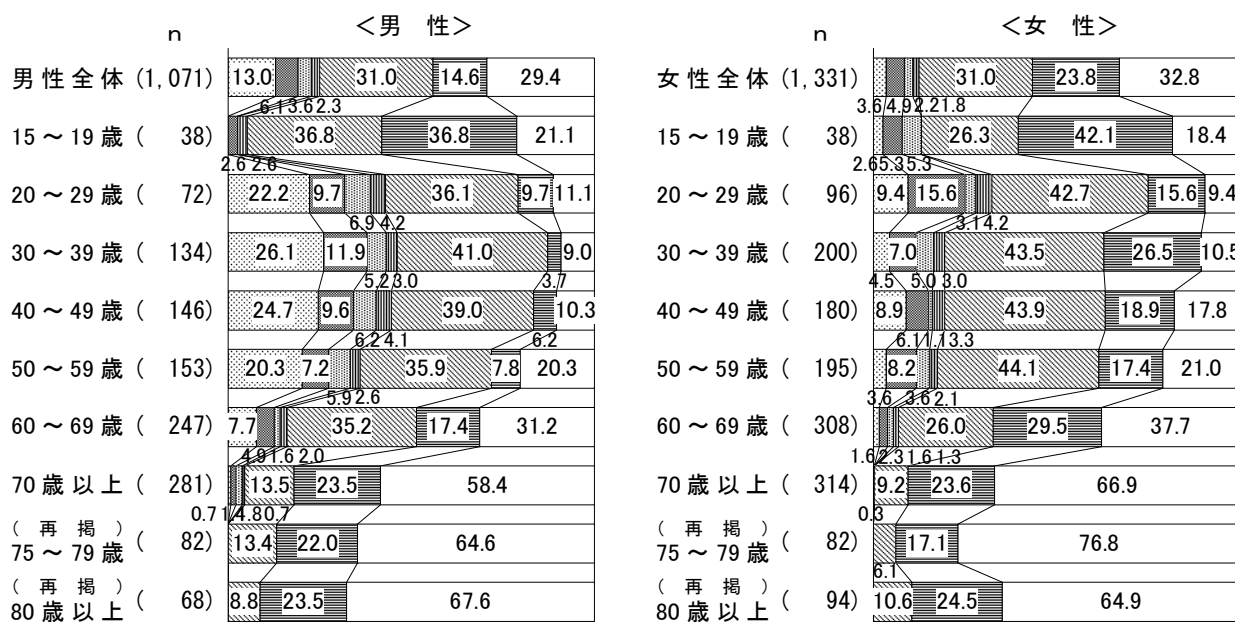 ＜男　性＞
ｎ
男性全体 (1,071) 13.0 31.0 14.6 29.4
6.1 3.6 2.3
15～19歳 ( 38) 36.8 36.8 21.1
2.6 2.6
20～29歳 ( 72) 22.2 9.7 36.1 9.7 11.1
6.9 4.2
30～39歳 ( 134) 26.1 11.9 41.0 9.0
5.2 3.0 3.7
40～49歳 ( 146) 24.7 9.6 39.0 10.3
6.2 4.1 6.2
50～59歳 ( 153) 20.3 7.2 35.9 7.8 20.3
5.9 2.6
60～69歳 ( 247) 7.7 35.2 17.4 31.2
4.9 1.6 2.0
70歳以上 ( 281) 13.5 23.5 58.4
0.7 0.7
(再掲)
75～79歳 ( 82) 13.4 22.0 64.6
(再掲)
80歳以上 ( 68) 8.8 23.5 67.6
＜女　性＞
ｎ
女性全体 (1,331) 31.0 23.8 32.8
3.6 4.9 2.2 1.8
15～19歳 ( 38) 26.3 42.1 18.4
2.6 5.3 5.3
20～29歳 ( 96) 9.4 15.6 42.7 15.6 9.4
3.1 4.2
30～39歳 ( 200) 7.0 43.5 26.5 10.5
4.5 5.0 3.0
40～49歳 ( 180) 8.9 43.9 18.9 17.8
6.1 1.1 3.3
50～59歳 ( 195) 8.2 44.1 17.4 21.0
3.6 3.6 2.1
60～69歳 ( 308) 26.0 29.5 37.7
1.6 2.3 1.6 1.3
70歳以上 ( 314) 9.2 23.6 66.9
0.3
(再掲)
75～79歳 ( 82) 17.1 76.8
6.1
(再掲)
80歳以上 ( 94) 10.6 24.5 64.9